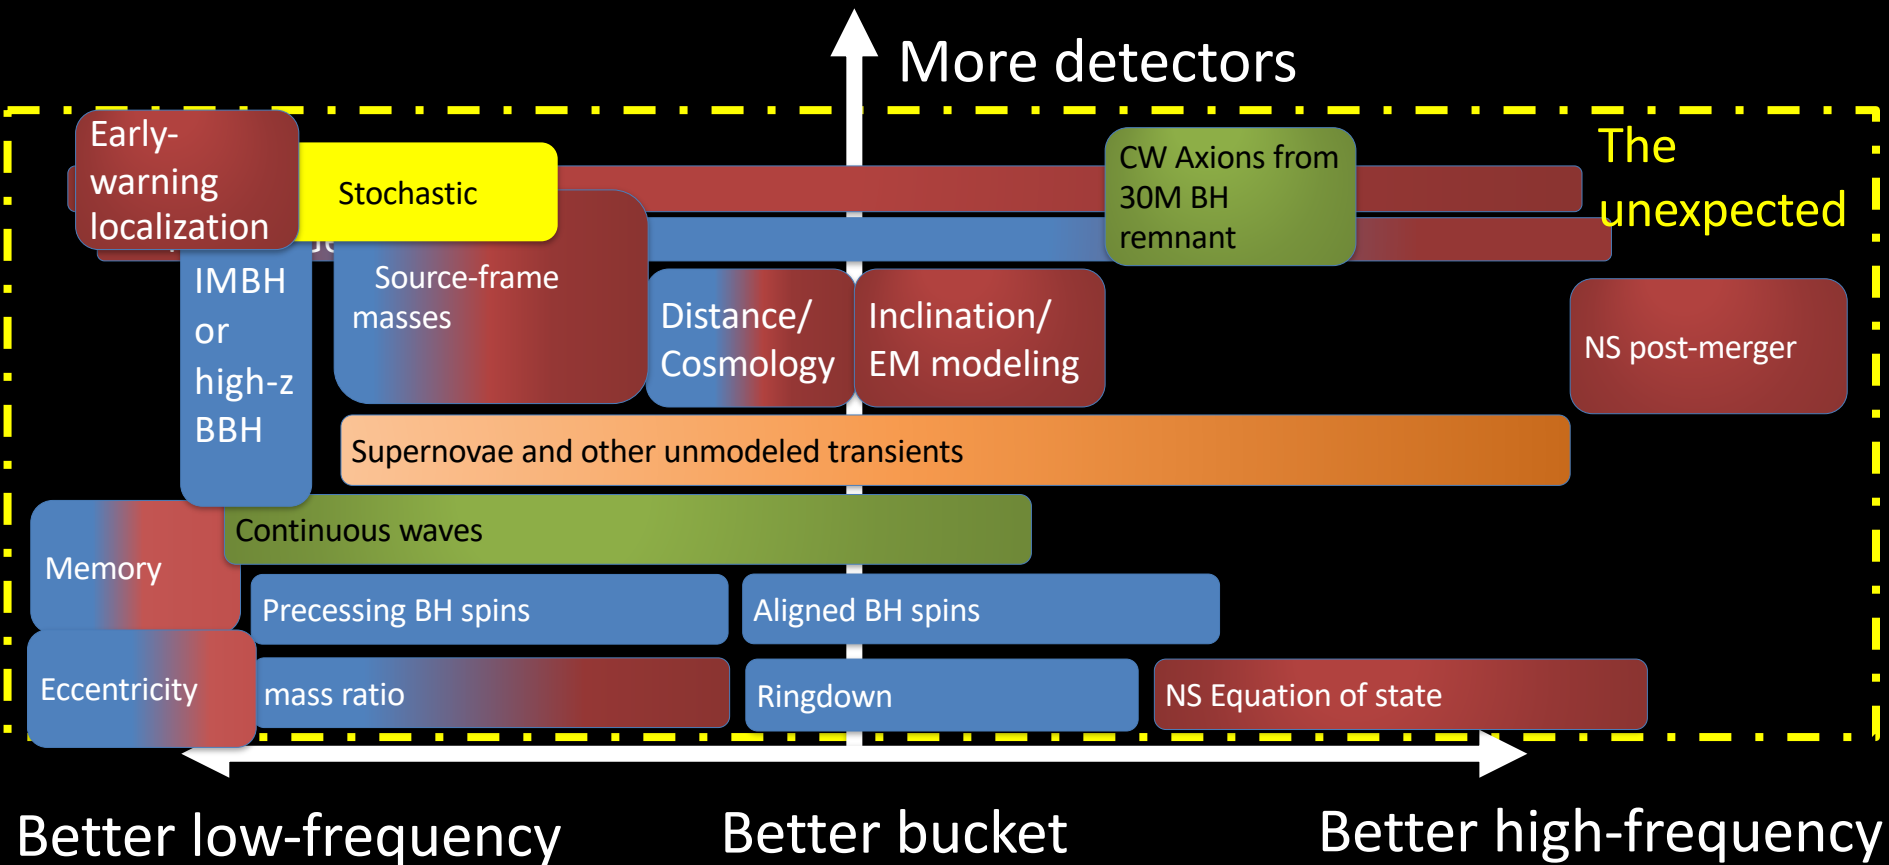 More detectors
Early-
warning
localization
Stochastic
CW Axions from
30M BH
remnant
The
unexpected
IMBH
or
high-z
BBH
Source-frame
masses
Distance/
Cosmology
Inclination/
EM modeling
NS post-merger
Supernovae and other unmodeled transients
Continuous waves
Memory
Precessing BH spins
Aligned BH spins
Eccentricity
mass ratio
Ringdown
NS Equation of state
Better low-frequency
Better bucket
Better high-frequency